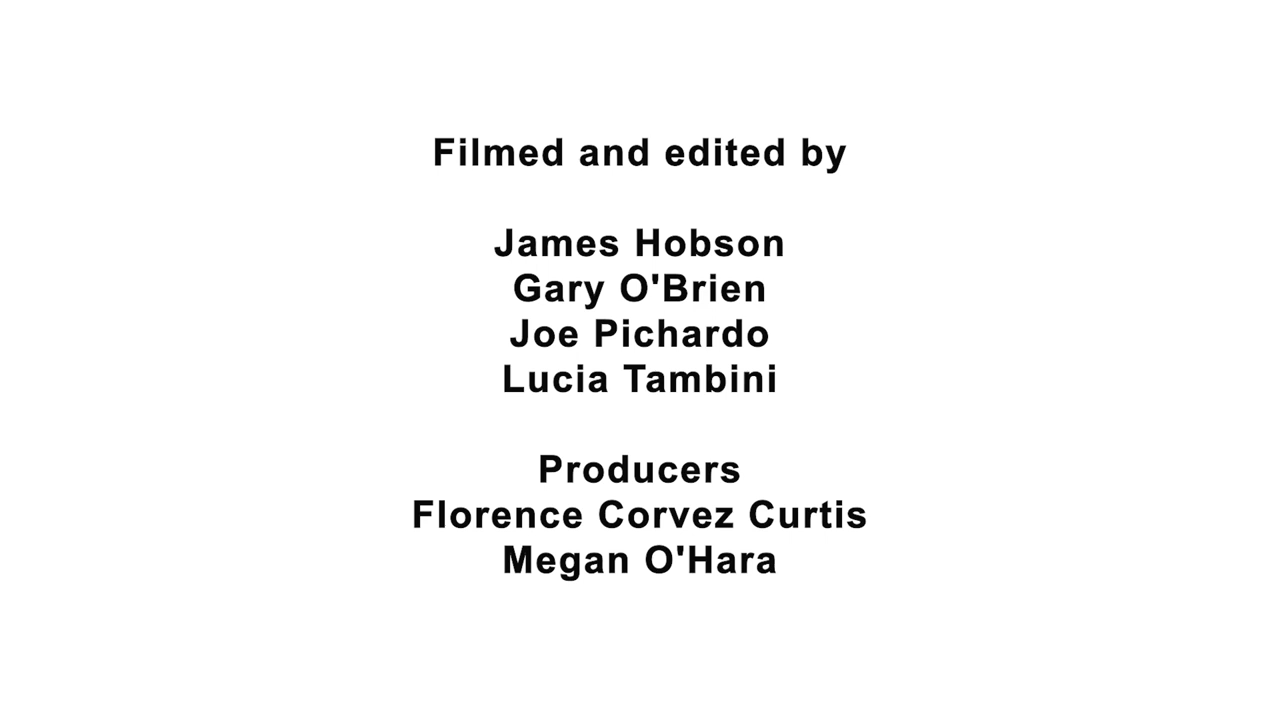 Filmed and edited by
James Hobson
Gary O'Brien
Joe Pichardo
Lucia Tambini
Producers
Florence Corvez Curtis
Megan O'Hara